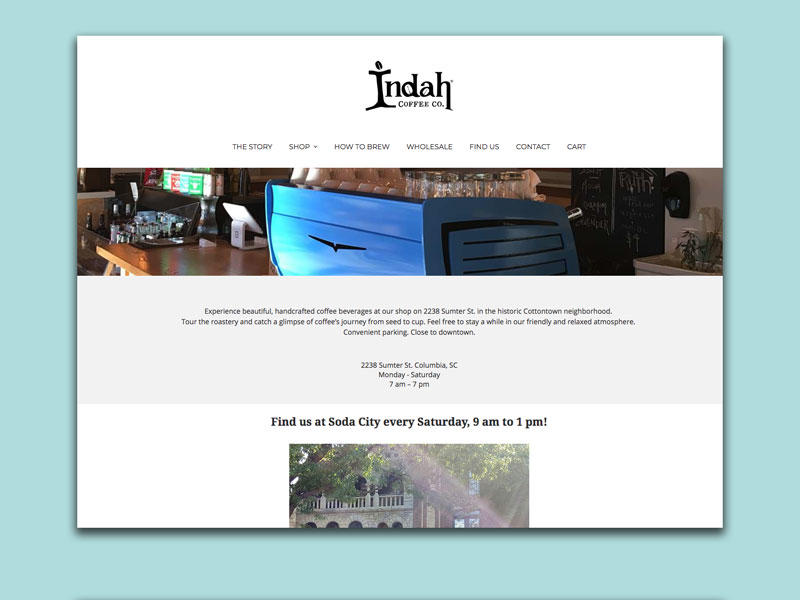 Indah
COFFEE CO.
THE STORY SHOP HOW TO BREW WHOLESALE FIND US CONTACT CART
Experience beautiful, handcrafted coffee beverages at our shop on 2238 Sumter St. in the historic Cottontown neighborhood.
Tour the roastery and catch a glimpse of coffee's journey from seed to cup. Feel free to stay a while in our friendly and relaxed atmosphere.
Convenient parking. Close to downtown.
2238 Sumter St. Columbia, SC
Monday - Saturday
7 am – 7 pm
Find us at Soda City every Saturday, 9 am to 1 pm!